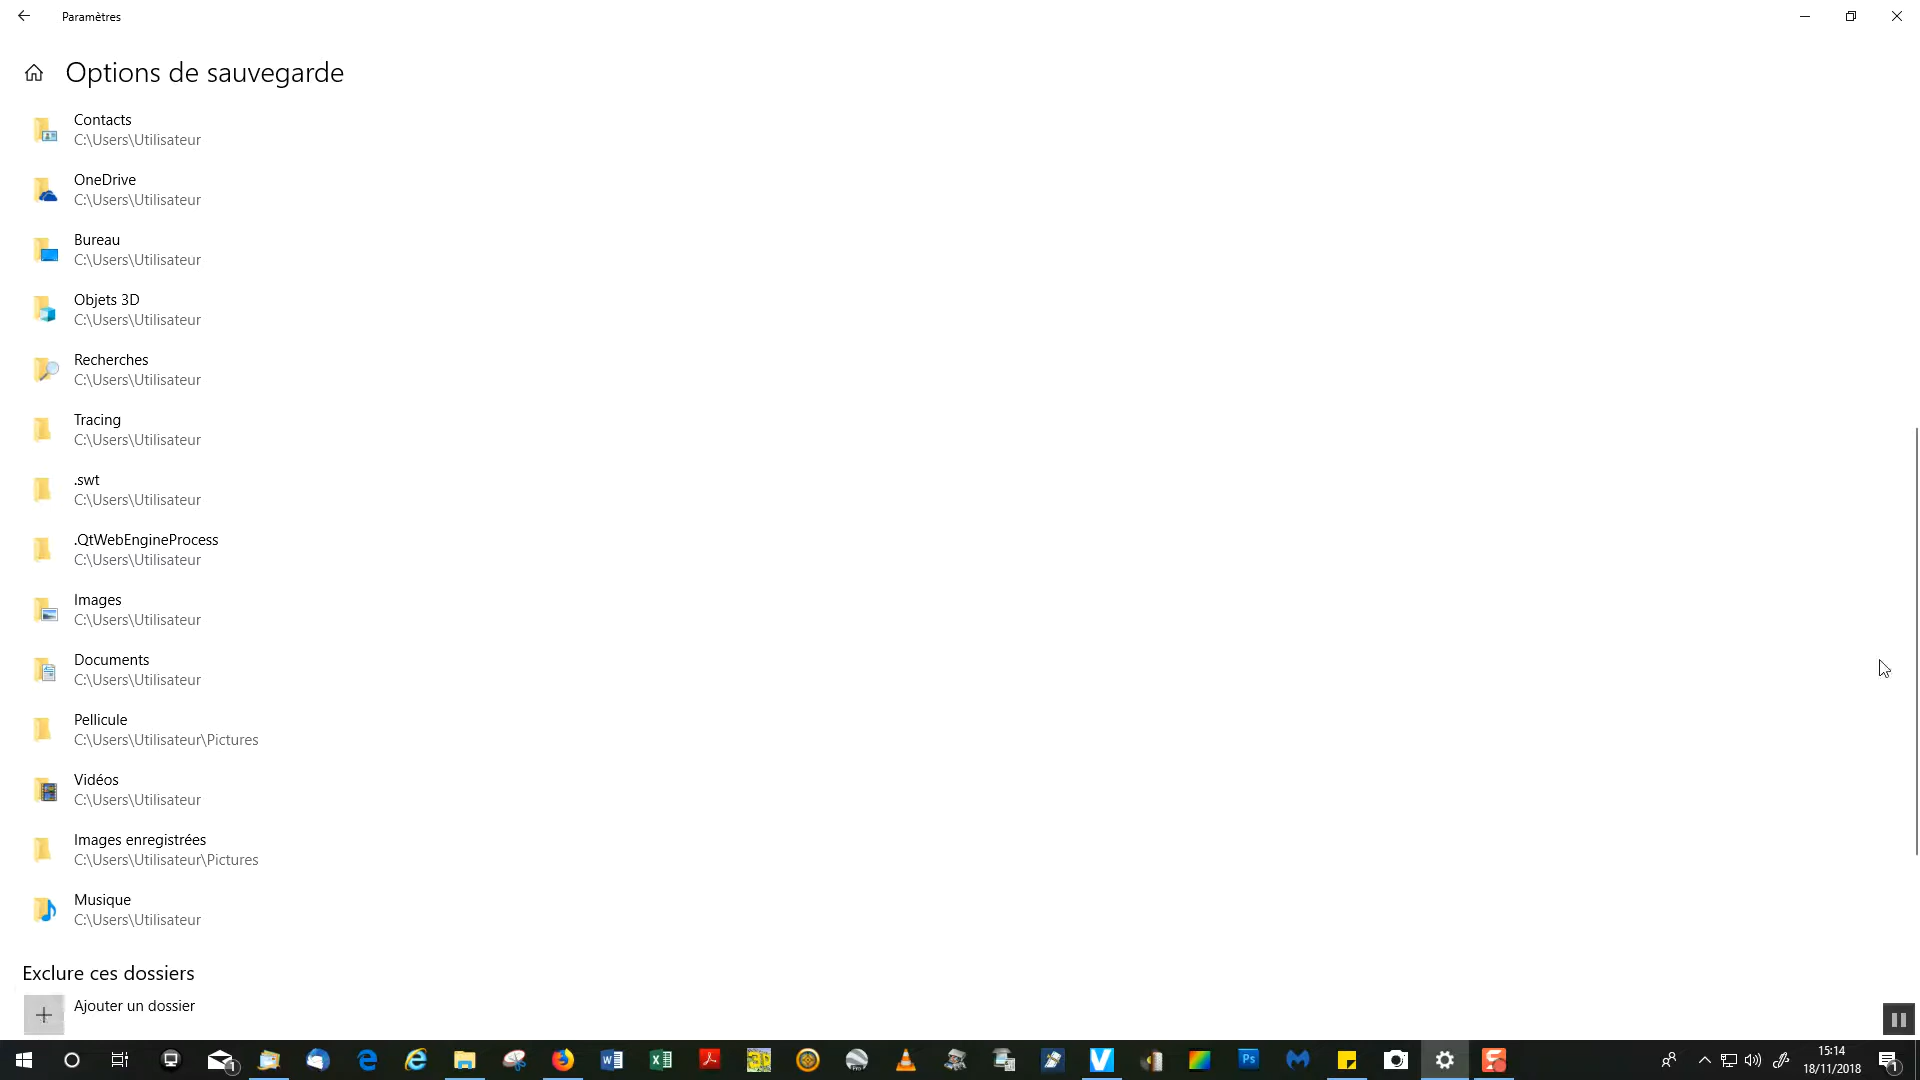 Paramètres
Options de sauvegarde
Contacts
C:\Users\Utilisateur
OneDrive
C:\Users\Utilisateur
Bureau
C:\Users\Utilisateur
Objets 3D
C:\Users\Utilisateur
Recherches
C:\Users\Utilisateur
Tracing
C:\Users\Utilisateur
.swt
C:\Users\Utilisateur
.QtWebEngineProcess
C:\Users\Utilisateur
Images
C:\Users\Utilisateur
Documents
C:\Users\Utilisateur
Pellicule
C:\Users\Utilisateur\Pictures
Vidéos
C:\Users\Utilisateur
Images enregistrées
C:\Users\Utilisateur\Pictures
Musique
C:\Users\Utilisateur
Exclure ces dossiers
Ajouter un dossier
15:14
18/11/2018